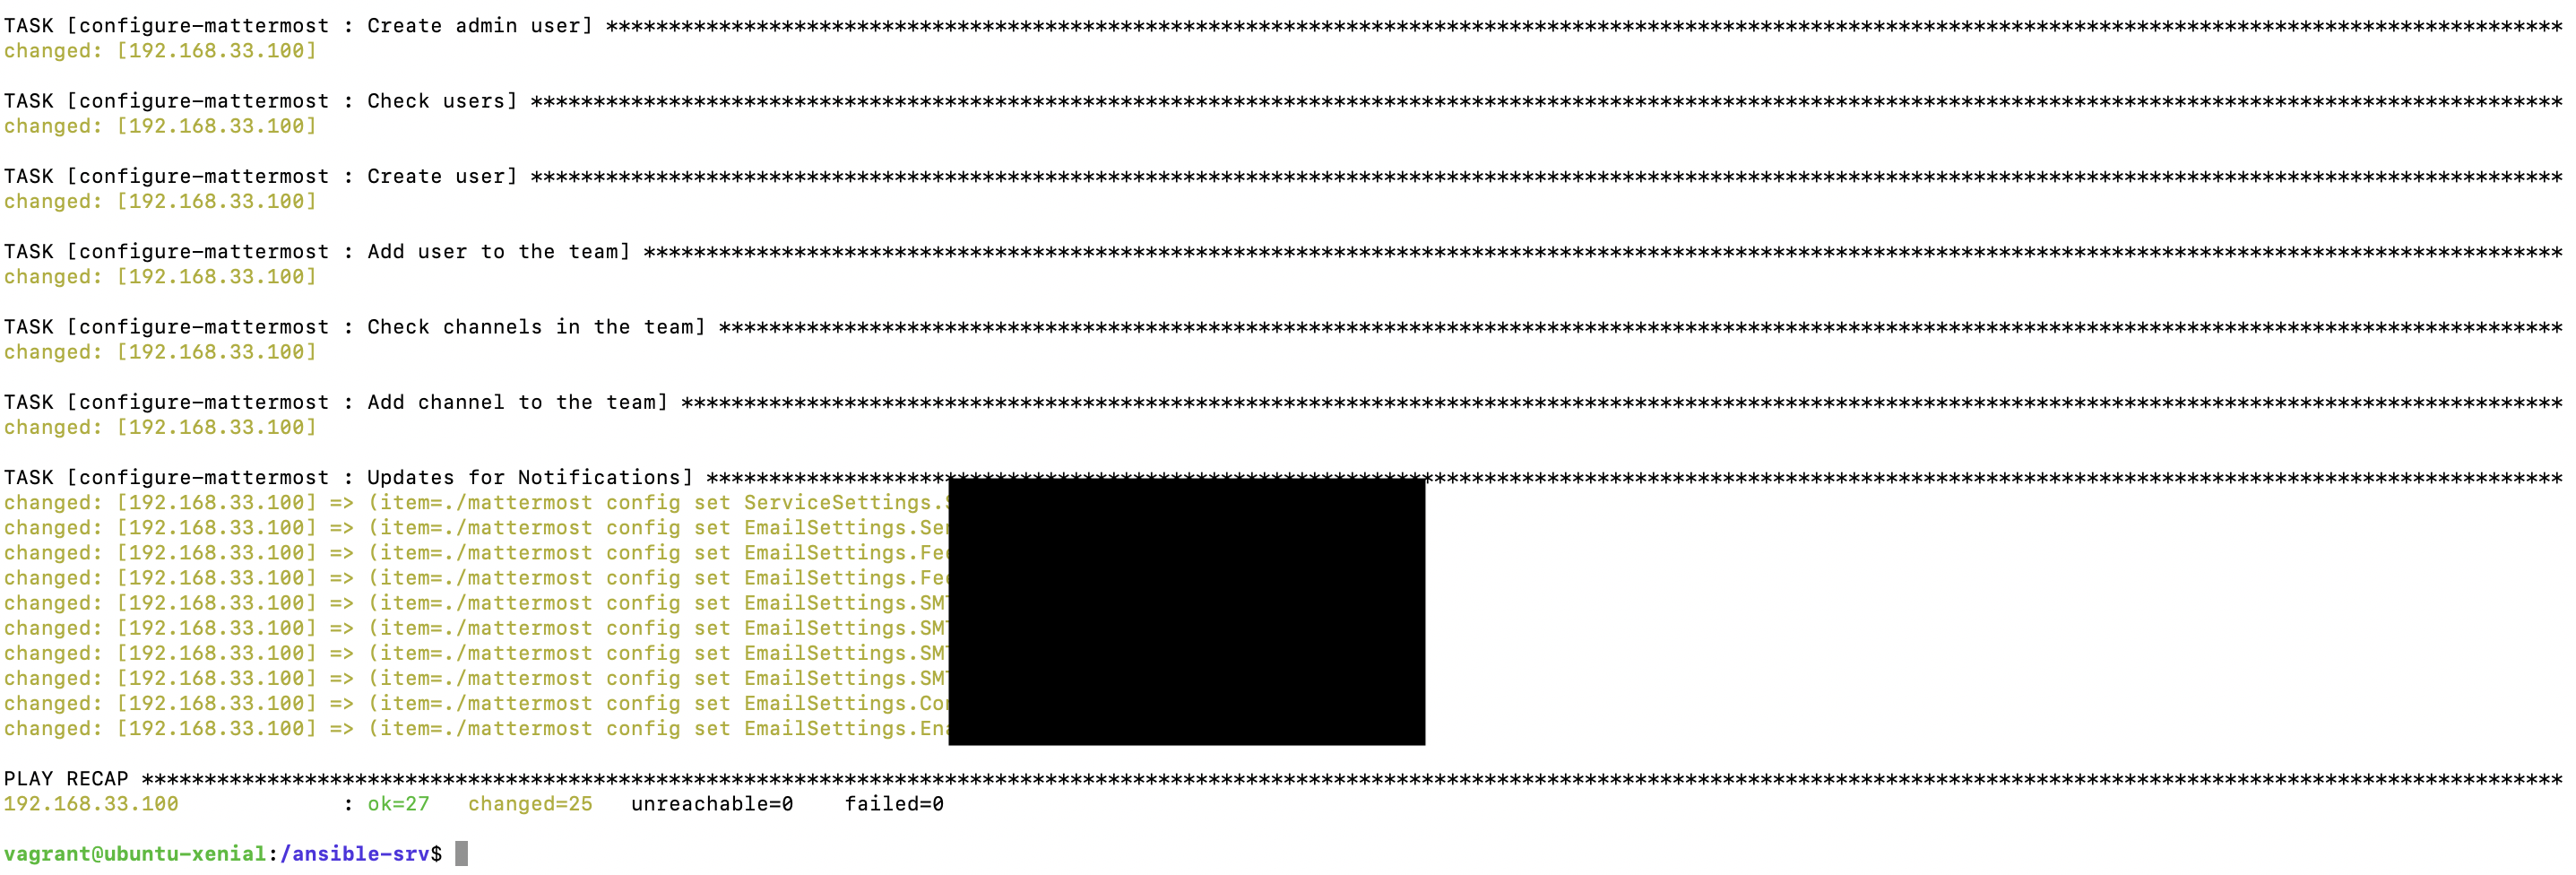 TASK [configure-mattermost : Create admin user] ************************************************************************************************************************************************************
changed: [192.168.33.100]
TASK [configure-mattermost : Check users] ******************************************************************************************************************************************************************
changed: [192.168.33.100]
TASK [configure-mattermost : Create user] ******************************************************************************************************************************************************************
changed: [192.168.33.100]
TASK [configure-mattermost : Add user to the team] *********************************************************************************************************************************************************
changed: [192.168.33.100]
TASK [configure-mattermost : Check channels in the team] ***************************************************************************************************************************************************
changed: [192.168.33.100]
TASK [configure-mattermost : Add channel to the team] ******************************************************************************************************************************************************
changed: [192.168.33.100]
TASK [configure-mattermost : Updates for Notifications] ****************************************************************************************************************************************************
changed: [192.168.33.100] => (item=./mattermost config set ServiceSettings.
changed: [192.168.33.100] => (item=./mattermost config set EmailSettings.Se
changed: [192.168.33.100] => (item=./mattermost config set EmailSettings.Fe
changed: [192.168.33.100] => (item=./mattermost config set EmailSettings.Fe
changed: [192.168.33.100] => (item=./mattermost config set EmailSettings.SM
changed: [192.168.33.100] => (item=./mattermost config set EmailSettings.SM
changed: [192.168.33.100] => (item=./mattermost config set EmailSettings.SM
changed: [192.168.33.100] => (item=./mattermost config set EmailSettings.SM
changed: [192.168.33.100] => (item=./mattermost config set EmailSettings.Co
changed: [192.168.33.100] => (item=./mattermost config set EmailSettings.En
PLAY RECAP *************************************************************************************************************************************************************************************************
192.168.33.100             : ok=27   changed=25   unreachable=0    failed=0
vagrant@ubuntu-xenial:/ansible-srv$